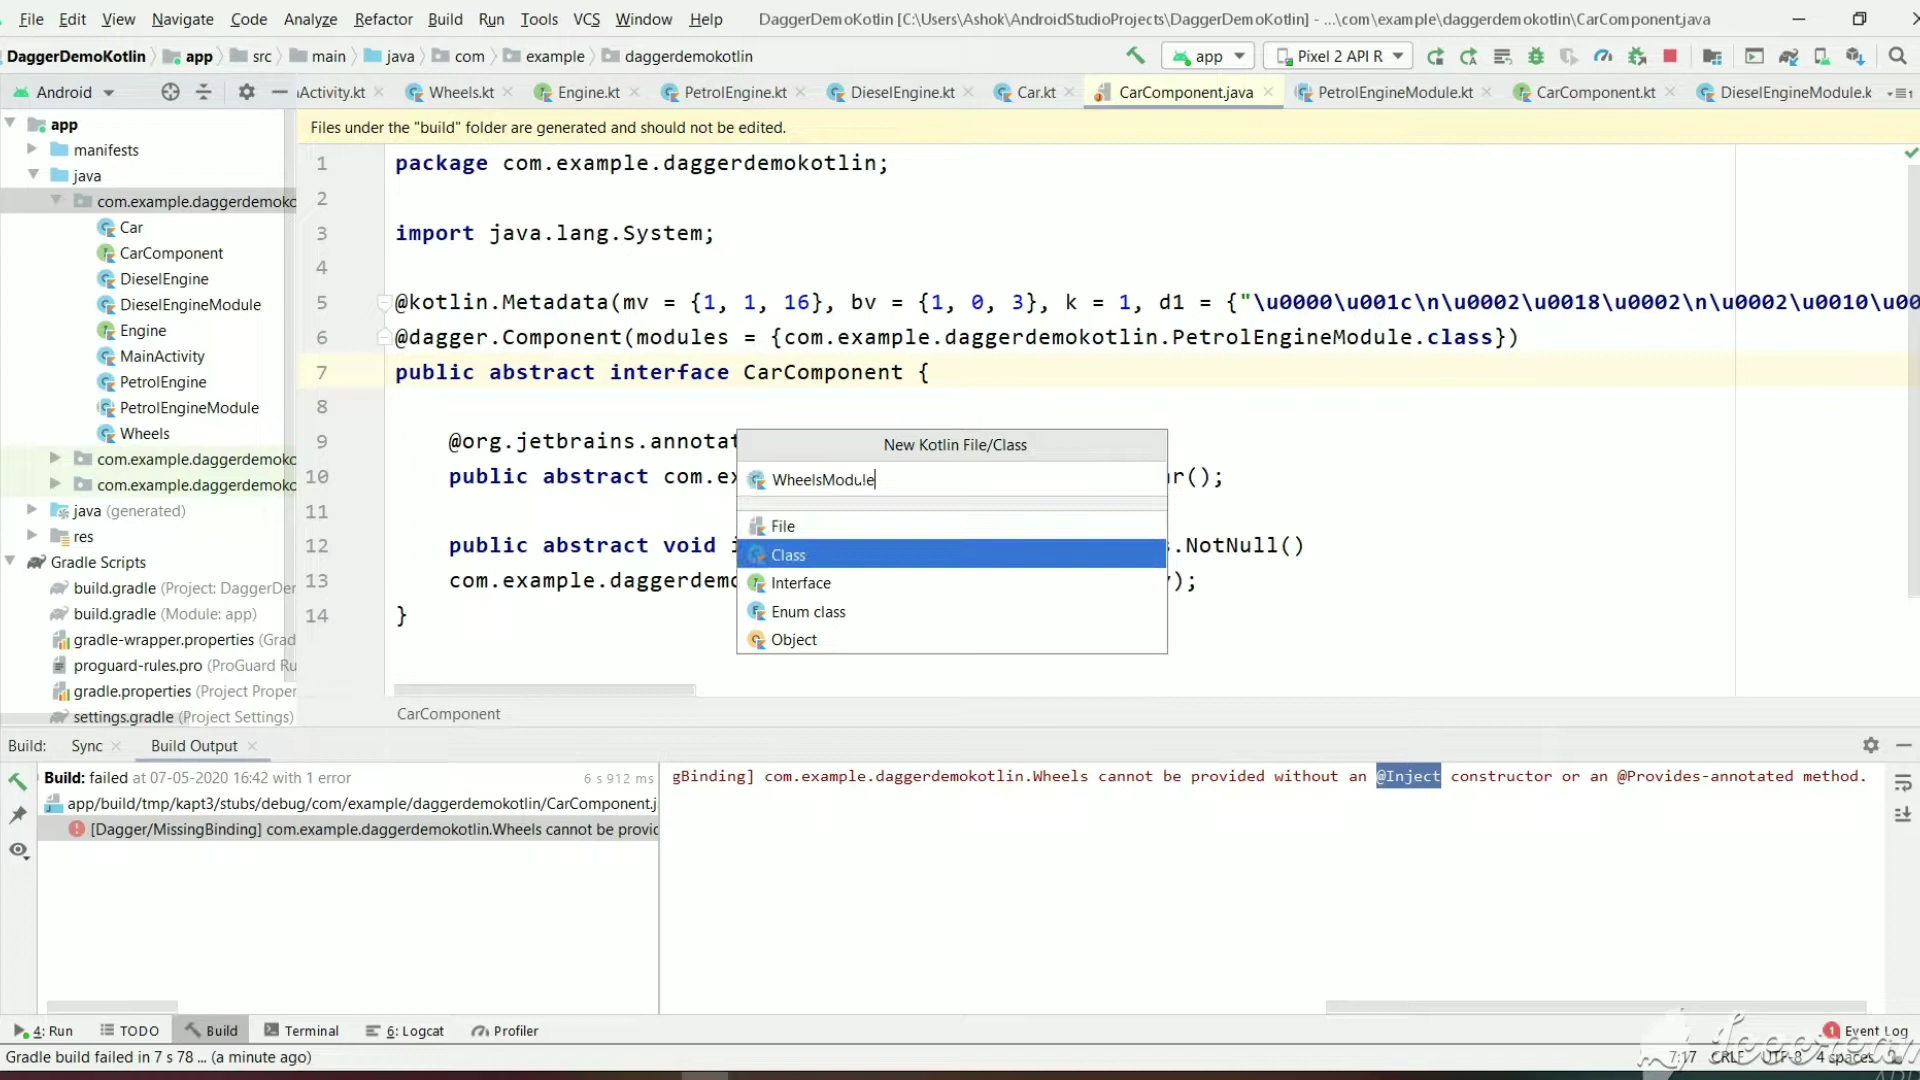 File Edit View Navigate Code Analyze Refactor Build Run Tools VCS Window Help DaggerDemoKotlin [C:\Users\Ashok\AndroidStudioProjects\DaggerDemoKotlin] - ...\com\example\daggerdemokotlin\CarComponent.java
DaggerDemoKotlin app src main java com example daggerdemokotlin app Pixel 2 API R
Android Activity.kt Wheels.kt Engine.kt PetrolEngine.kt DieselEngine.kt Car.kt CarComponent.java PetrolEngineModule.kt CarComponent.kt DieselEngineModule.k
app
manifests
java
com.example.daggerdemoko
Car
CarComponent
DieselEngine
DieselEngineModule
Engine
MainActivity
PetrolEngine
PetrolEngineModule
Wheels
com.example.daggerdemoko
com.example.daggerdemoko
java (generated)
res
Gradle Scripts
build.gradle (Project: DaggerDer
build.gradle (Module: app)
gradle-wrapper.properties (Grad
proguard-rules.pro (ProGuard Ru
gradle.properties (Project Proper
settings.gradle (Project Settings)
Files under the "build" folder are generated and should not be edited.
1 package com.example.daggerdemokotlin;
2
3 import java.lang.System;
4
5 @kotlin.Metadata(mv = {1, 1, 16}, bv = {1, 0, 3}, k = 1, d1 = {"\u0000\u001c\n\u0002\u0018\u0002\n\u0002\u0010\u00
6 @dagger.Component(modules = {com.example.daggerdemokotlin.PetrolEngineModule.class})
7 public abstract interface CarComponent {
8
9 @org.jetbrains.annotat
10 public abstract com.ex r();
11
12 public abstract void i .NotNull()
13 com.example.daggerdemo );
14 }
New Kotlin File/Class
WheelsModule
File
Class
Interface
Enum class
Object
CarComponent
Build: Sync Build Output
Build: failed at 07-05-2020 16:42 with 1 error 6 s 912 ms
app/build/tmp/kapt3/stubs/debug/com/example/daggerdemokotlin/CarComponent.j
[Dagger/MissingBinding] com.example.daggerdemokotlin.Wheels cannot be provid
gBinding] com.example.daggerdemokotlin.Wheels cannot be provided without an @Inject constructor or an @Provides-annotated method.
4: Run TODO Build Terminal 6: Logcat Profiler 1 Event Log
Gradle build failed in 7 s 78 ... (a minute ago) 7:17 CRLF UTF-8 4 spaces